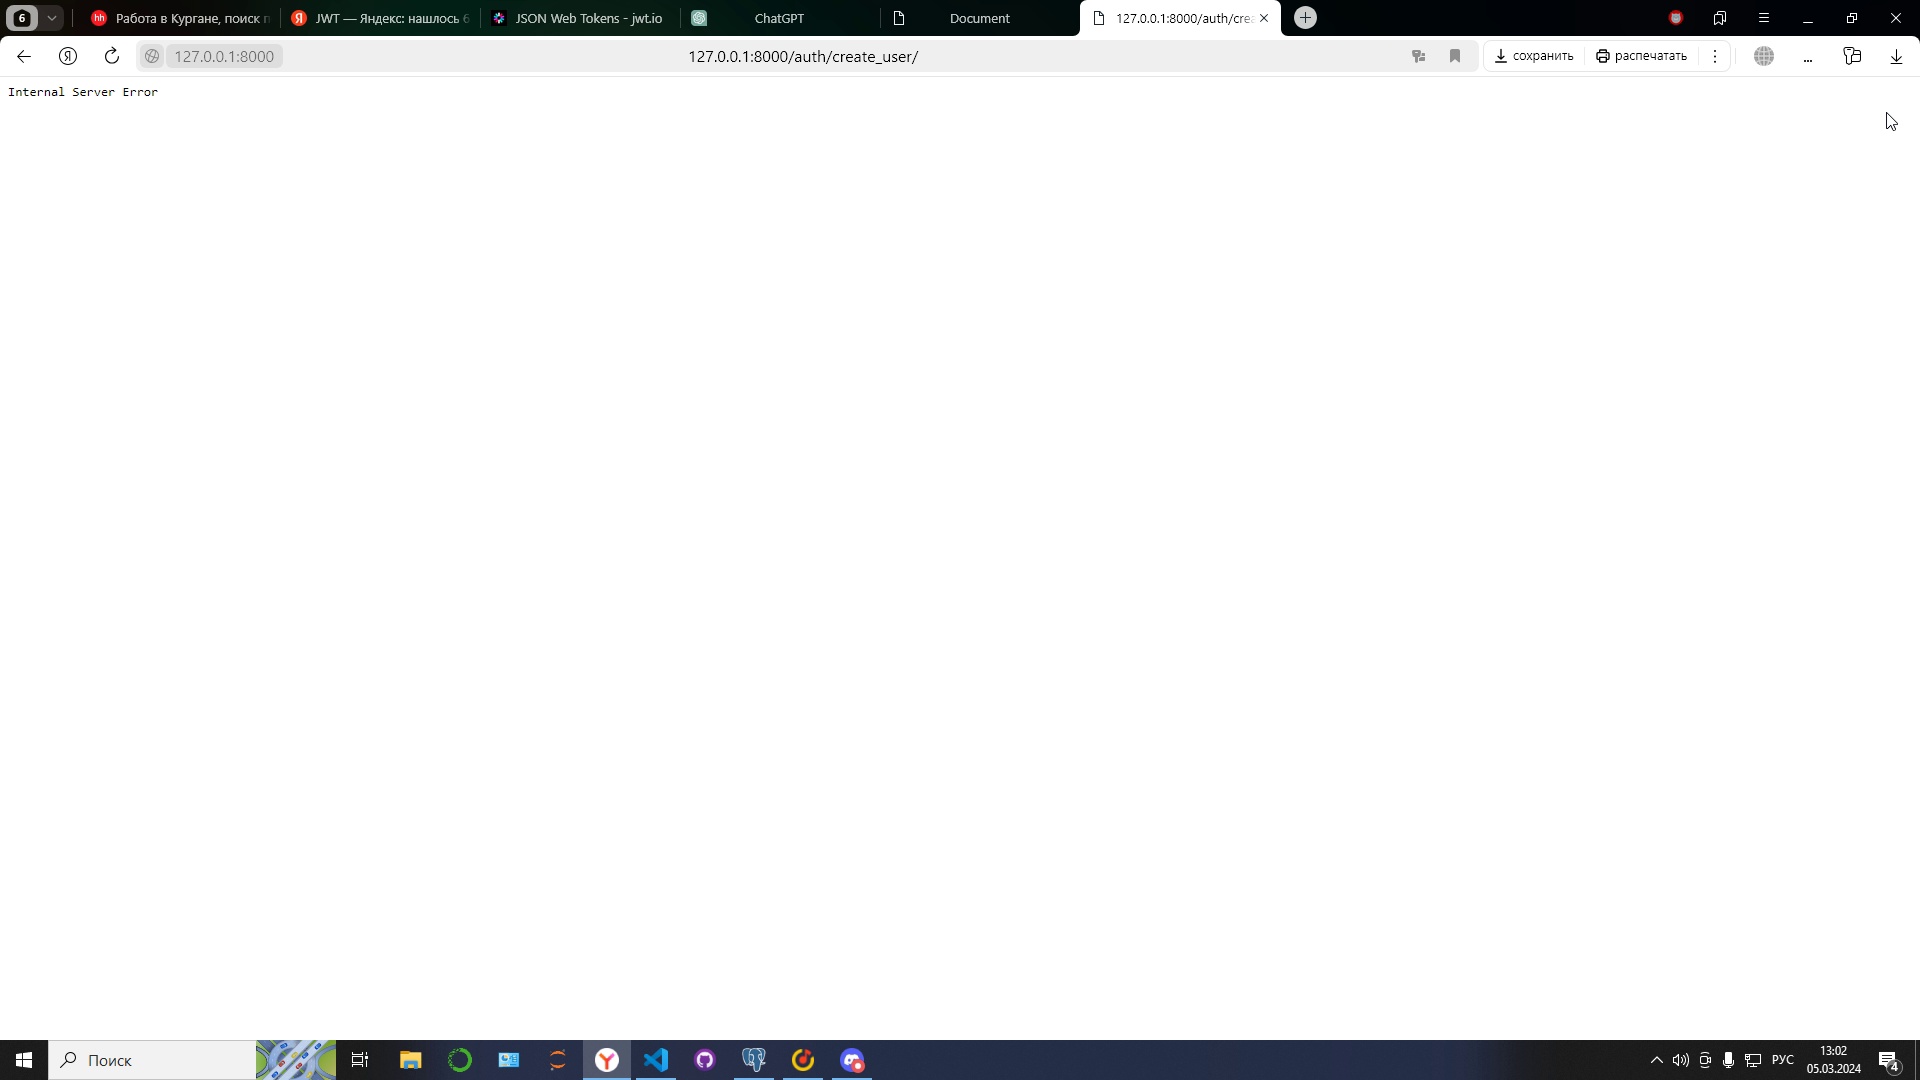 6
hh Работа в Кургане, поиск п
Я JWT — Яндекс: нашлось 6
JSON Web Tokens - jwt.io
ChatGPT
Document
127.0.0.1:8000/auth/crea
Я
127.0.0.1:8000
127.0.0.1:8000/auth/create_user/
сохранить
распечатать
Internal Server Error
Поиск
РУС
13:02
05.03.2024
4